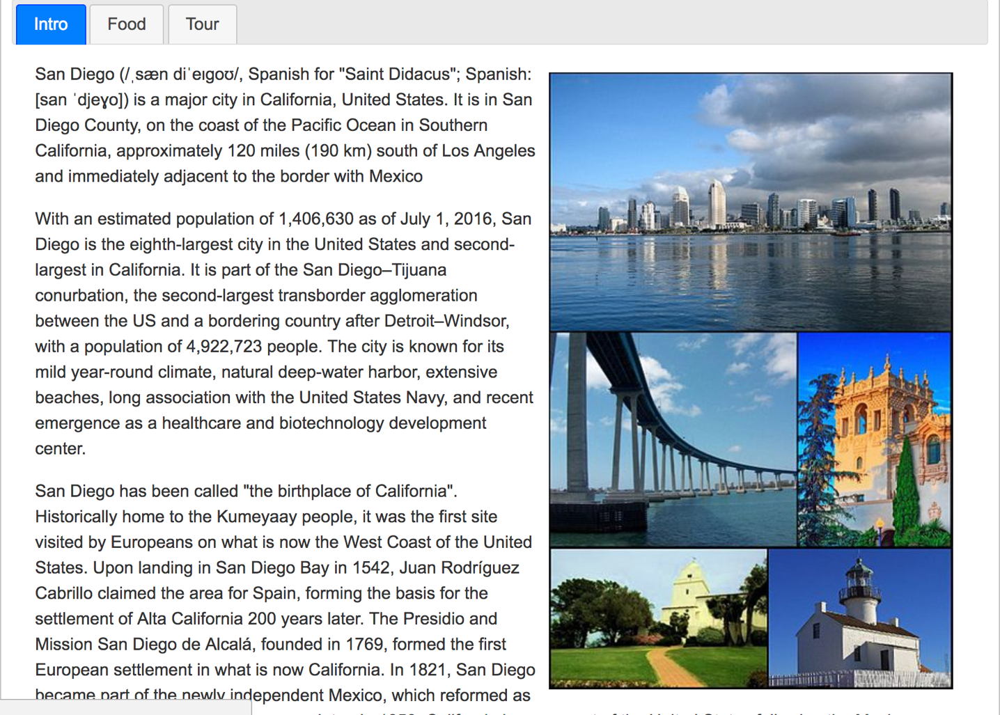 Intro
Food
Tour
San Diego (/ˌsæn diˈeɪɡoʊ/, Spanish for "Saint Didacus"; Spanish:
[san ˈdjeɣo]) is a major city in California, United States. It is in San
Diego County, on the coast of the Pacific Ocean in Southern
California, approximately 120 miles (190 km) south of Los Angeles
and immediately adjacent to the border with Mexico
With an estimated population of 1,406,630 as of July 1, 2016, San
Diego is the eighth-largest city in the United States and second-
largest in California. It is part of the San Diego–Tijuana
conurbation, the second-largest transborder agglomeration
between the US and a bordering country after Detroit–Windsor,
with a population of 4,922,723 people. The city is known for its
mild year-round climate, natural deep-water harbor, extensive
beaches, long association with the United States Navy, and recent
emergence as a healthcare and biotechnology development
center.
San Diego has been called "the birthplace of California".
Historically home to the Kumeyaay people, it was the first site
visited by Europeans on what is now the West Coast of the United
States. Upon landing in San Diego Bay in 1542, Juan Rodríguez
Cabrillo claimed the area for Spain, forming the basis for the
settlement of Alta California 200 years later. The Presidio and
Mission San Diego de Alcalá, founded in 1769, formed the first
European settlement in what is now California. In 1821, San Diego
became part of the newly independent Mexico, which reformed as